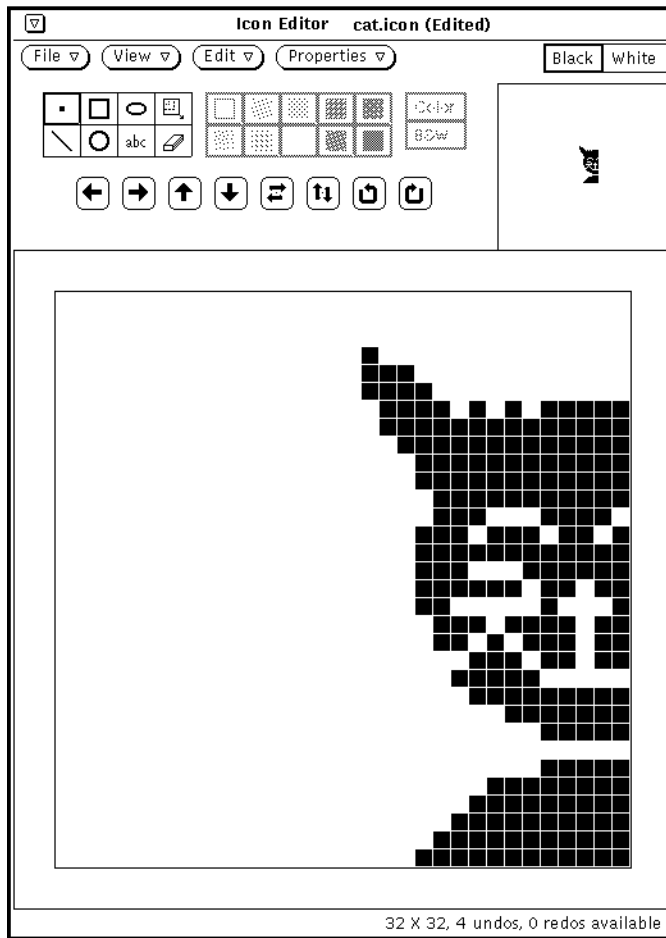 Icon Editor cat.icon (Edited)
File View Edit Properties Black White
abc Color
B&W
32 X 32, 4 undos, 0 redos available